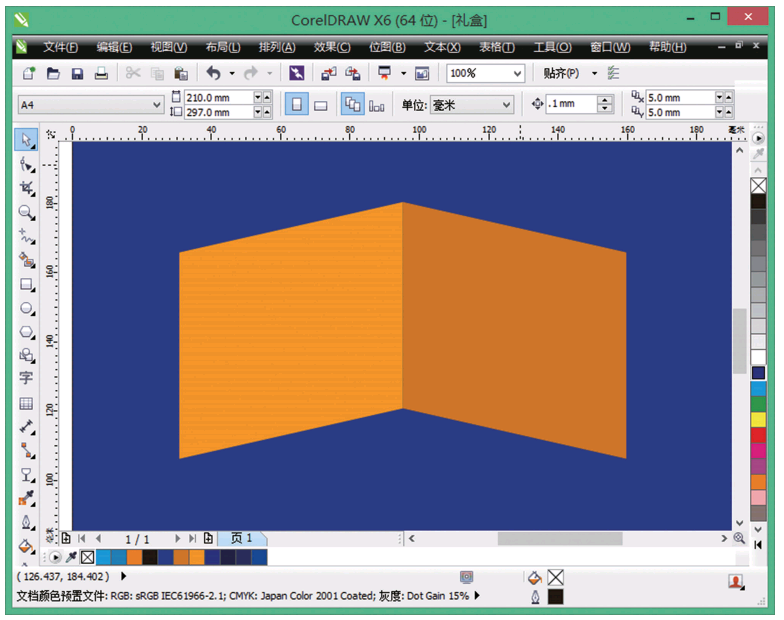 CorelDRAW X6 (64 位) - [礼盒]
文件(F) 编辑(E) 视图(V) 布局(L) 排列(A) 效果(C) 位图(B) 文本(X) 表格(T) 工具(O) 窗口(W) 帮助(H)
100% 贴齐(P)
A4 210.0 mm 297.0 mm 单位: 毫米 .1 mm 5.0 mm 5.0 mm
0 20 40 60 80 100 120 140 160 180 毫米
180
160
140
120
100
毫米
字
1 / 1 页 1
( 126.437, 184.402 )
文档颜色预置文件: RGB: sRGB IEC61966-2.1; CMYK: Japan Color 2001 Coated; 灰度: Dot Gain 15%